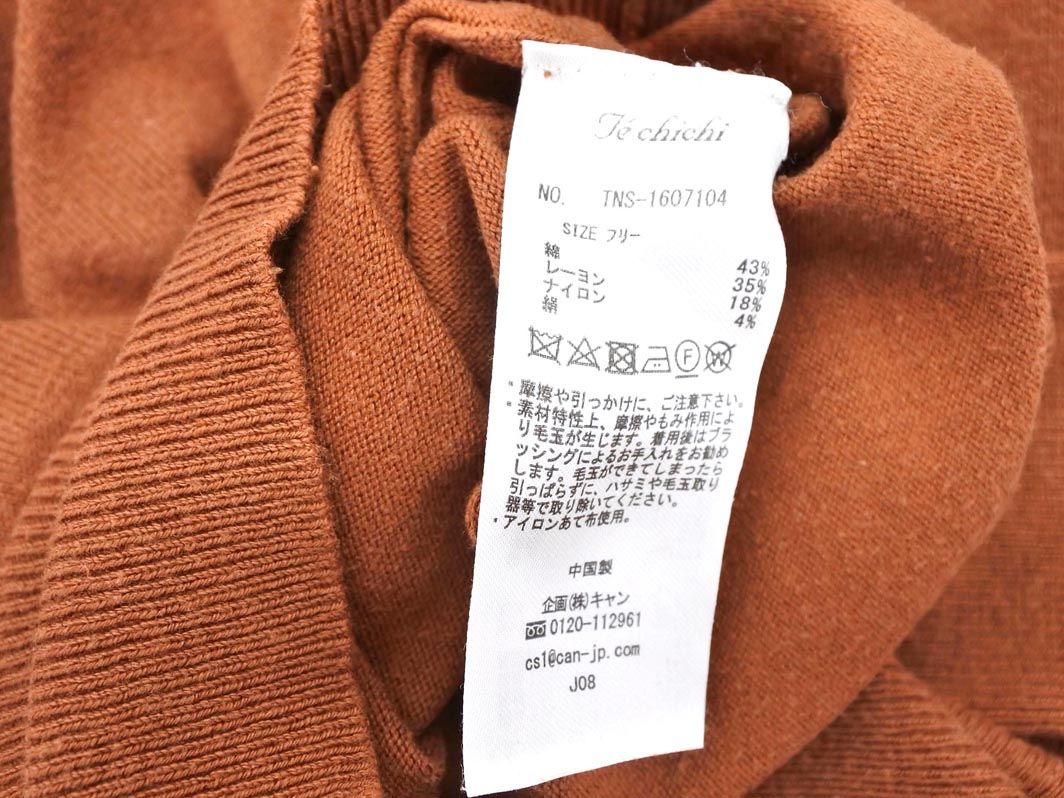 Té chichi
NO. TNS-1607104
SIZE フリー
綿 43%
レーヨン 35%
ナイロン 18%
絹 4%
F W
・摩擦や引っかけに、ご注意下さい。
・素材特性上、摩擦やもみ作用によ
り毛玉が生じます。着用後はブラ
ッシングによるお手入れをお勧め
します。毛玉ができてしまったら
引っぱらずに、ハサミや毛玉取り
器等で取り除いてください。
・アイロンあて布使用。
中国製
企画(株)キャン
0120-112961
cs1@can-jp.com
J08